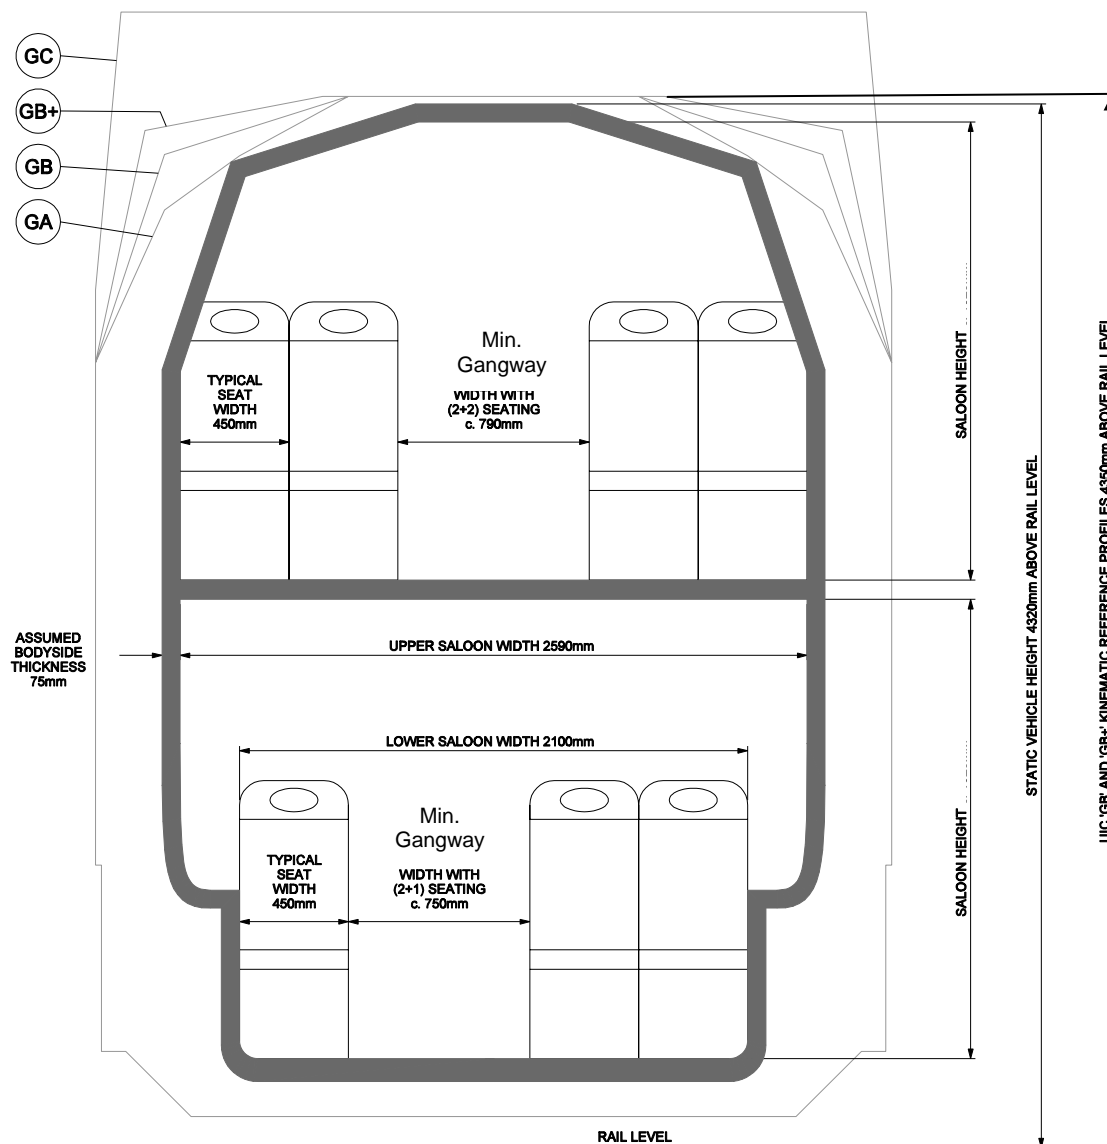 GC
GB+
GB
GA
Min.
Gangway
TYPICAL
SEAT
WIDTH
450mm
WIDTH WITH
(2+2) SEATING
c. 790mm
SALOON HEIGHT
STATIC VEHICLE HEIGHT 4320mm ABOVE RAIL LEVEL
UIC 'GB' AND 'GB+' KINEMATIC REFERENCE PROFILES 4350mm ABOVE RAIL LEVEL
ASSUMED
BODYSIDE
THICKNESS
75mm
UPPER SALOON WIDTH 2590mm
LOWER SALOON WIDTH 2100mm
Min.
Gangway
TYPICAL
SEAT
WIDTH
450mm
WIDTH WITH
(2+1) SEATING
c. 750mm
SALOON HEIGHT
RAIL LEVEL